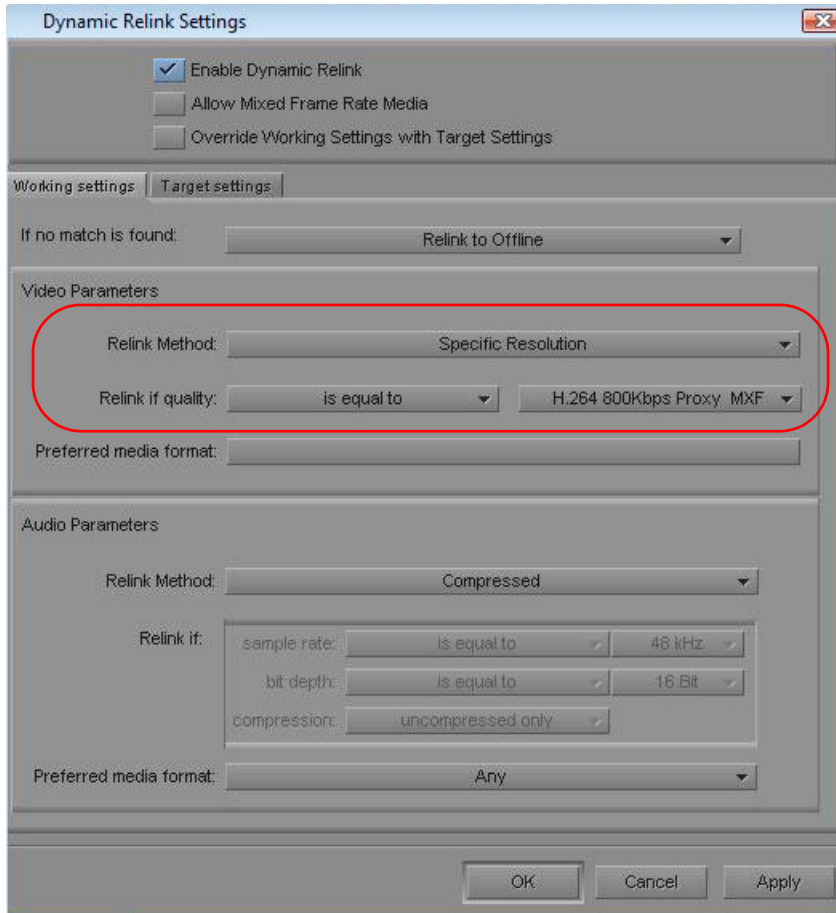 Dynamic Relink Settings
Enable Dynamic Relink
Allow Mixed Frame Rate Media
Override Working Settings with Target Settings
Working settings Target settings
If no match is found: Relink to Offline
Video Parameters
Relink Method: Specific Resolution
Relink if quality: is equal to H.264 800Kbps Proxy MXF
Preferred media format:
Audio Parameters
Relink Method: Compressed
Relink if: sample rate: is equal to 48 kHz
bit depth: is equal to 16 Bit
compression: uncompressed only
Preferred media format: Any
OK Cancel Apply